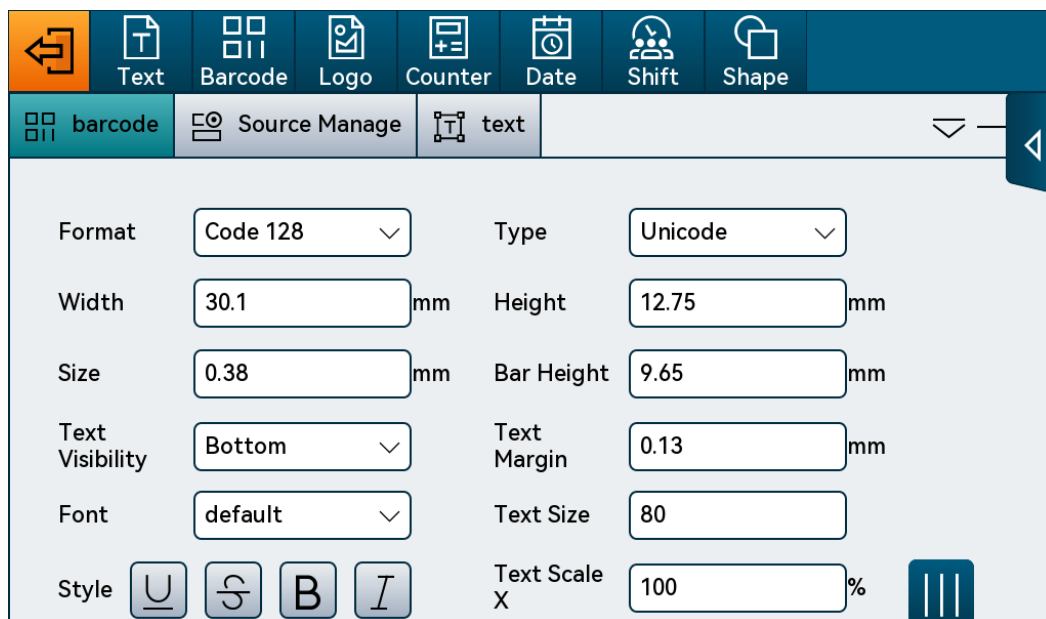 Text Barcode Logo Counter Date Shift Shape
barcode Source Manage text
Format Code 128 Type Unicode
Width 30.1 mm Height 12.75 mm
Size 0.38 mm Bar Height 9.65 mm
Text
Visibility Bottom Text
Margin 0.13 mm
Font default Text Size 80
Style U S B I Text Scale
X 100 %